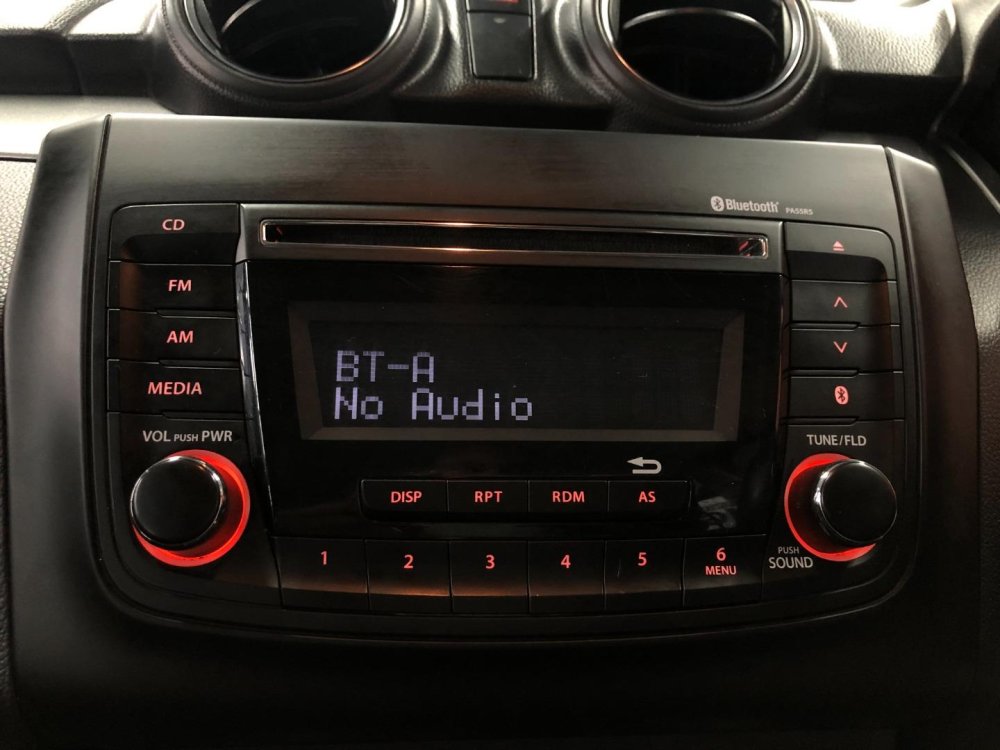 Bluetooth® PA55R5
CD
FM
AM
MEDIA
VOL PUSH PWR
BT-A
No Audio
TUNE/FLD
DISP RPT RDM AS
1 2 3 4 5 6
MENU
PUSH
SOUND